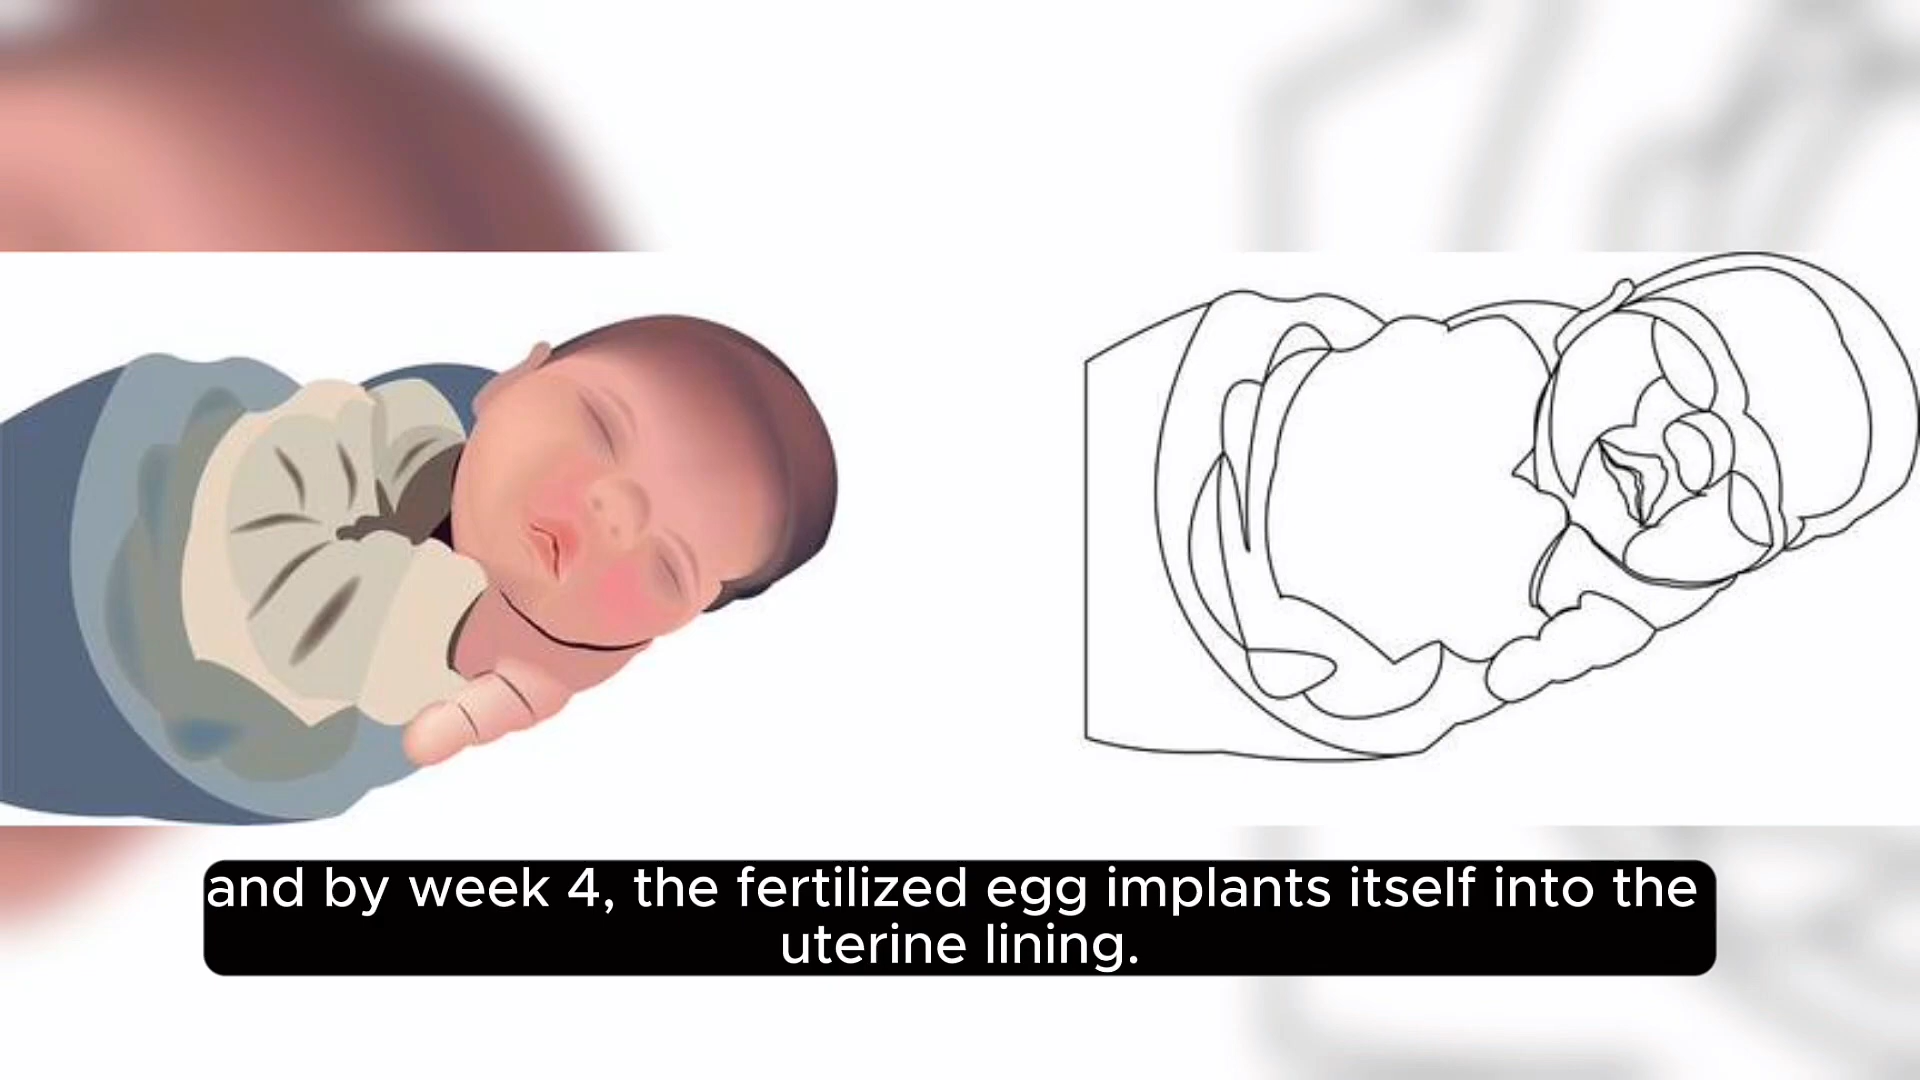 and by week 4, the fertilized egg implants itself into the
uterine lining.